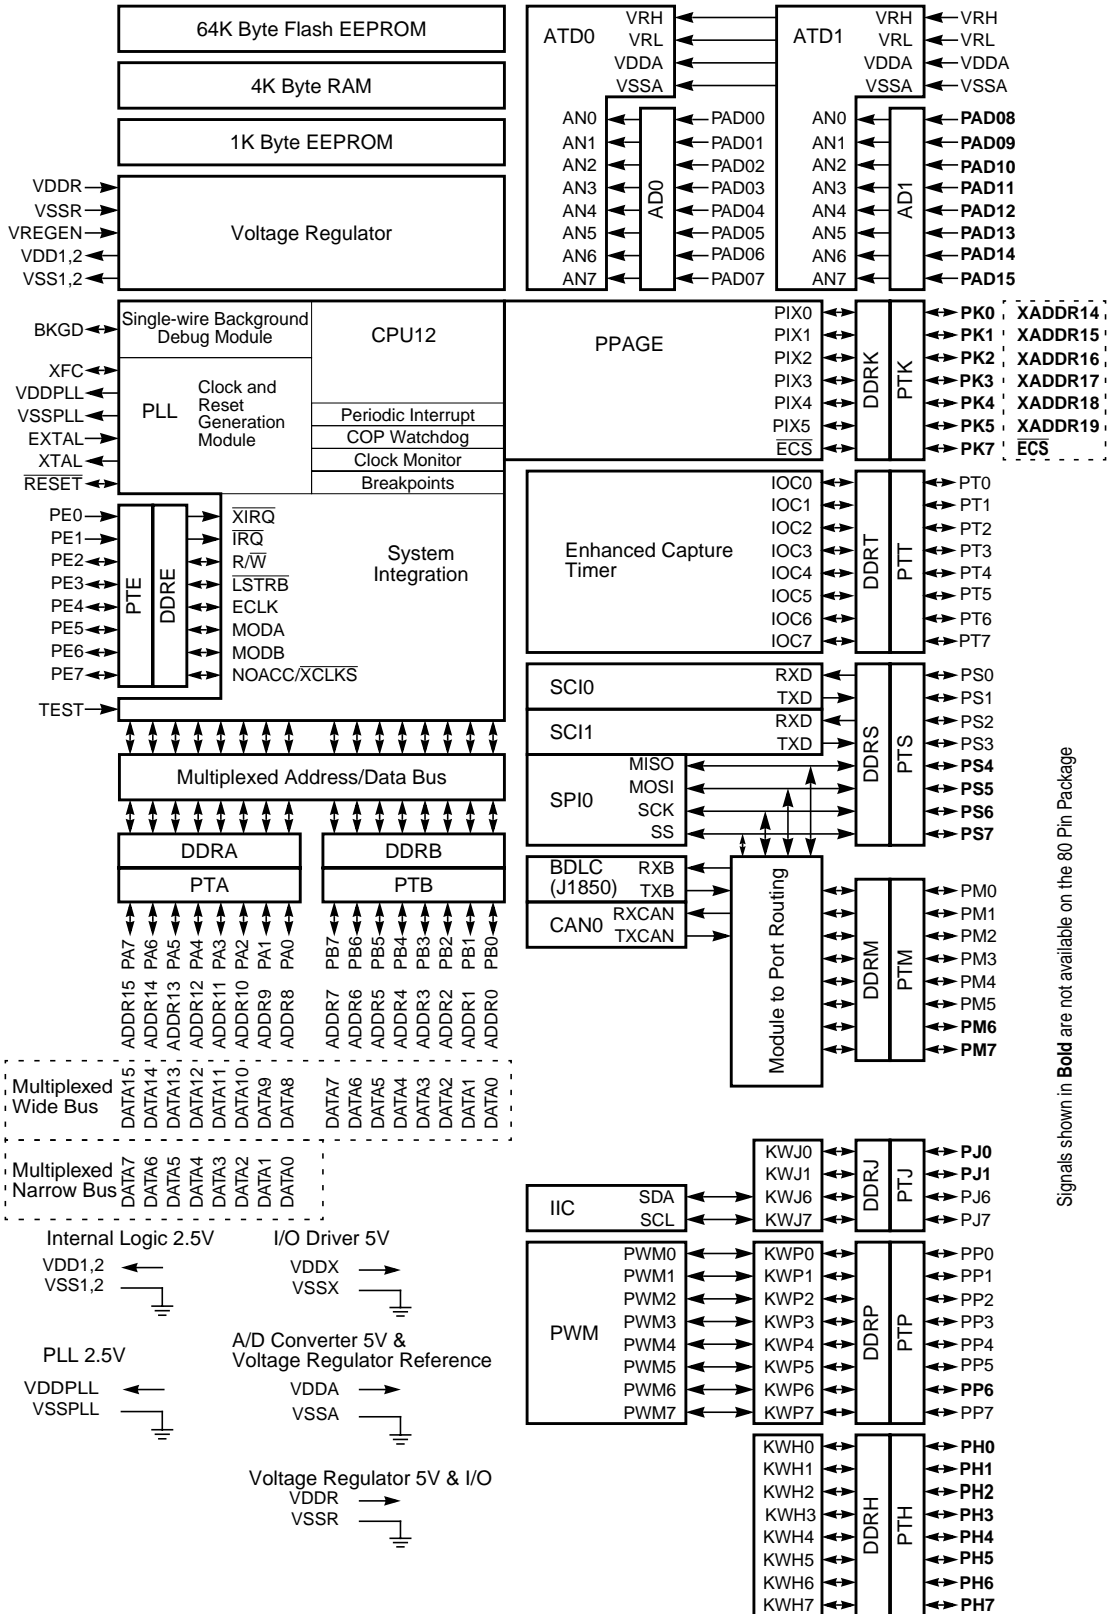 64K Byte Flash EEPROM
4K Byte RAM
1K Byte EEPROM
VDDR
VSSR
VREGEN
VDD1,2
VSS1,2
Voltage Regulator
ATD0
VRH
VRL
VDDA
VSSA
AN0
AN1
AN2
AN3
AN4
AN5
AN6
AN7
AD0
PAD00
PAD01
PAD02
PAD03
PAD04
PAD05
PAD06
PAD07
ATD1
VRH
VRL
VDDA
VSSA
VRH
VRL
VDDA
VSSA
AN0
AN1
AN2
AN3
AN4
AN5
AN6
AN7
AD1
PAD08
PAD09
PAD10
PAD11
PAD12
PAD13
PAD14
PAD15
BKGD
XFC
VDDPLL
VSSPLL
EXTAL
XTAL
RESET
Single-wire Background
Debug Module
CPU12
PLL
Clock and
Reset
Generation
Module
Periodic Interrupt
COP Watchdog
Clock Monitor
Breakpoints
PPAGE
PIX0
PIX1
PIX2
PIX3
PIX4
PIX5
ECS
DDRK
PTK
PK0
PK1
PK2
PK3
PK4
PK5
PK7
XADDR14
XADDR15
XADDR16
XADDR17
XADDR18
XADDR19
ECS
PE0
PE1
PE2
PE3
PE4
PE5
PE6
PE7
TEST
PTE
DDRE
XIRQ
IRQ
R/W
LSTRB
ECLK
MODA
MODB
NOACC/XCLKS
System
Integration
Enhanced Capture
Timer
IOC0
IOC1
IOC2
IOC3
IOC4
IOC5
IOC6
IOC7
DDRT
PTT
PT0
PT1
PT2
PT3
PT4
PT5
PT6
PT7
SCI0
RXD
TXD
SCI1
RXD
TXD
SPI0
MISO
MOSI
SCK
SS
DDRS
PTS
PS0
PS1
PS2
PS3
PS4
PS5
PS6
PS7
Multiplexed Address/Data Bus
DDRA
PTA
DDRB
PTB
BDLC
(J1850)
RXB
TXB
CAN0
RXCAN
TXCAN
Module to Port Routing
DDRM
PTM
PM0
PM1
PM2
PM3
PM4
PM5
PM6
PM7
PA7
PA6
PA5
PA4
PA3
PA2
PA1
PA0
PB7
PB6
PB5
PB4
PB3
PB2
PB1
PB0
ADDR15
ADDR14
ADDR13
ADDR12
ADDR11
ADDR10
ADDR9
ADDR8
ADDR7
ADDR6
ADDR5
ADDR4
ADDR3
ADDR2
ADDR1
ADDR0
Multiplexed
Wide Bus
DATA15
DATA14
DATA13
DATA12
DATA11
DATA10
DATA9
DATA8
DATA7
DATA6
DATA5
DATA4
DATA3
DATA2
DATA1
DATA0
Multiplexed
Narrow Bus
DATA7
DATA6
DATA5
DATA4
DATA3
DATA2
DATA1
DATA0
Signals shown in Bold are not available on the 80 Pin Package
IIC
SDA
SCL
KWJ0
KWJ1
KWJ6
KWJ7
DDRJ
PTJ
PJ0
PJ1
PJ6
PJ7
PWM
PWM0
PWM1
PWM2
PWM3
PWM4
PWM5
PWM6
PWM7
KWP0
KWP1
KWP2
KWP3
KWP4
KWP5
KWP6
KWP7
DDRP
PTP
PP0
PP1
PP2
PP3
PP4
PP5
PP6
PP7
KWH0
KWH1
KWH2
KWH3
KWH4
KWH5
KWH6
KWH7
DDRH
PTH
PH0
PH1
PH2
PH3
PH4
PH5
PH6
PH7
Internal Logic 2.5V
VDD1,2
VSS1,2
I/O Driver 5V
VDDX
VSSX
PLL 2.5V
VDDPLL
VSSPLL
A/D Converter 5V &
Voltage Regulator Reference
VDDA
VSSA
Voltage Regulator 5V & I/O
VDDR
VSSR